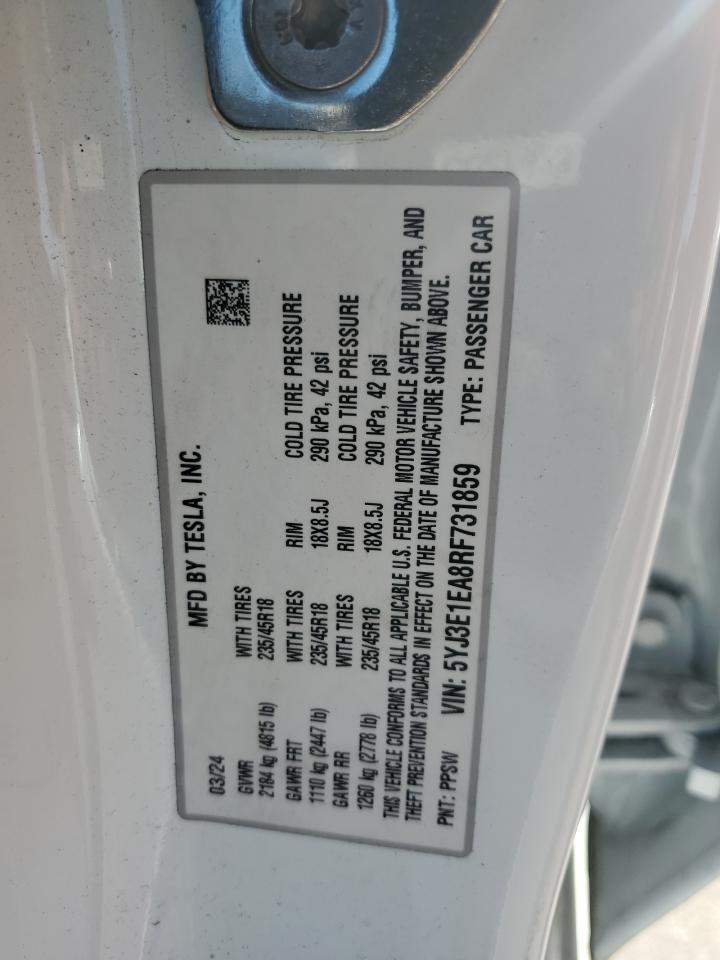 MFD BY TESLA, INC.
03/24
GVWR WITH TIRES RIM COLD TIRE PRESSURE
2184 kg (4815 lb) 235/45R18 18X8.5J 290 kPa, 42 psi
GAWR FRT WITH TIRES RIM COLD TIRE PRESSURE
1110 kg (2447 lb) 235/45R18 18X8.5J 290 kPa, 42 psi
GAWR RR WITH TIRES
1260 kg (2778 lb) 235/45R18
THIS VEHICLE CONFORMS TO ALL APPLICABLE U.S. FEDERAL MOTOR VEHICLE SAFETY, BUMPER, AND
THEFT PREVENTION STANDARDS IN EFFECT ON THE DATE OF MANUFACTURE SHOWN ABOVE.
PNT: PPSW VIN: 5YJ3E1EA8RF731859 TYPE: PASSENGER CAR